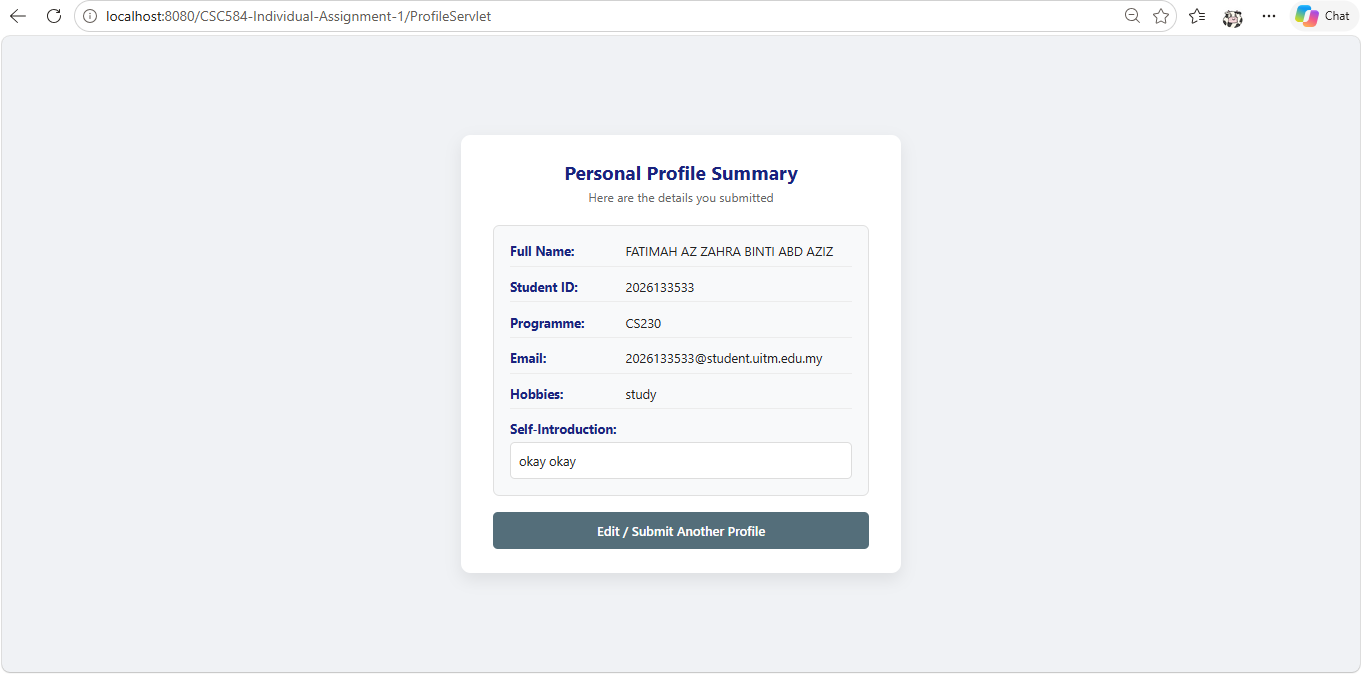 localhost:8080/CSC584-Individual-Assignment-1/ProfileServlet
Chat
Personal Profile Summary
Here are the details you submitted
Full Name: FATIMAH AZ ZAHRA BINTI ABD AZIZ
Student ID: 2026133533
Programme: CS230
Email: 2026133533@student.uitm.edu.my
Hobbies: study
Self-Introduction:
okay okay
Edit / Submit Another Profile